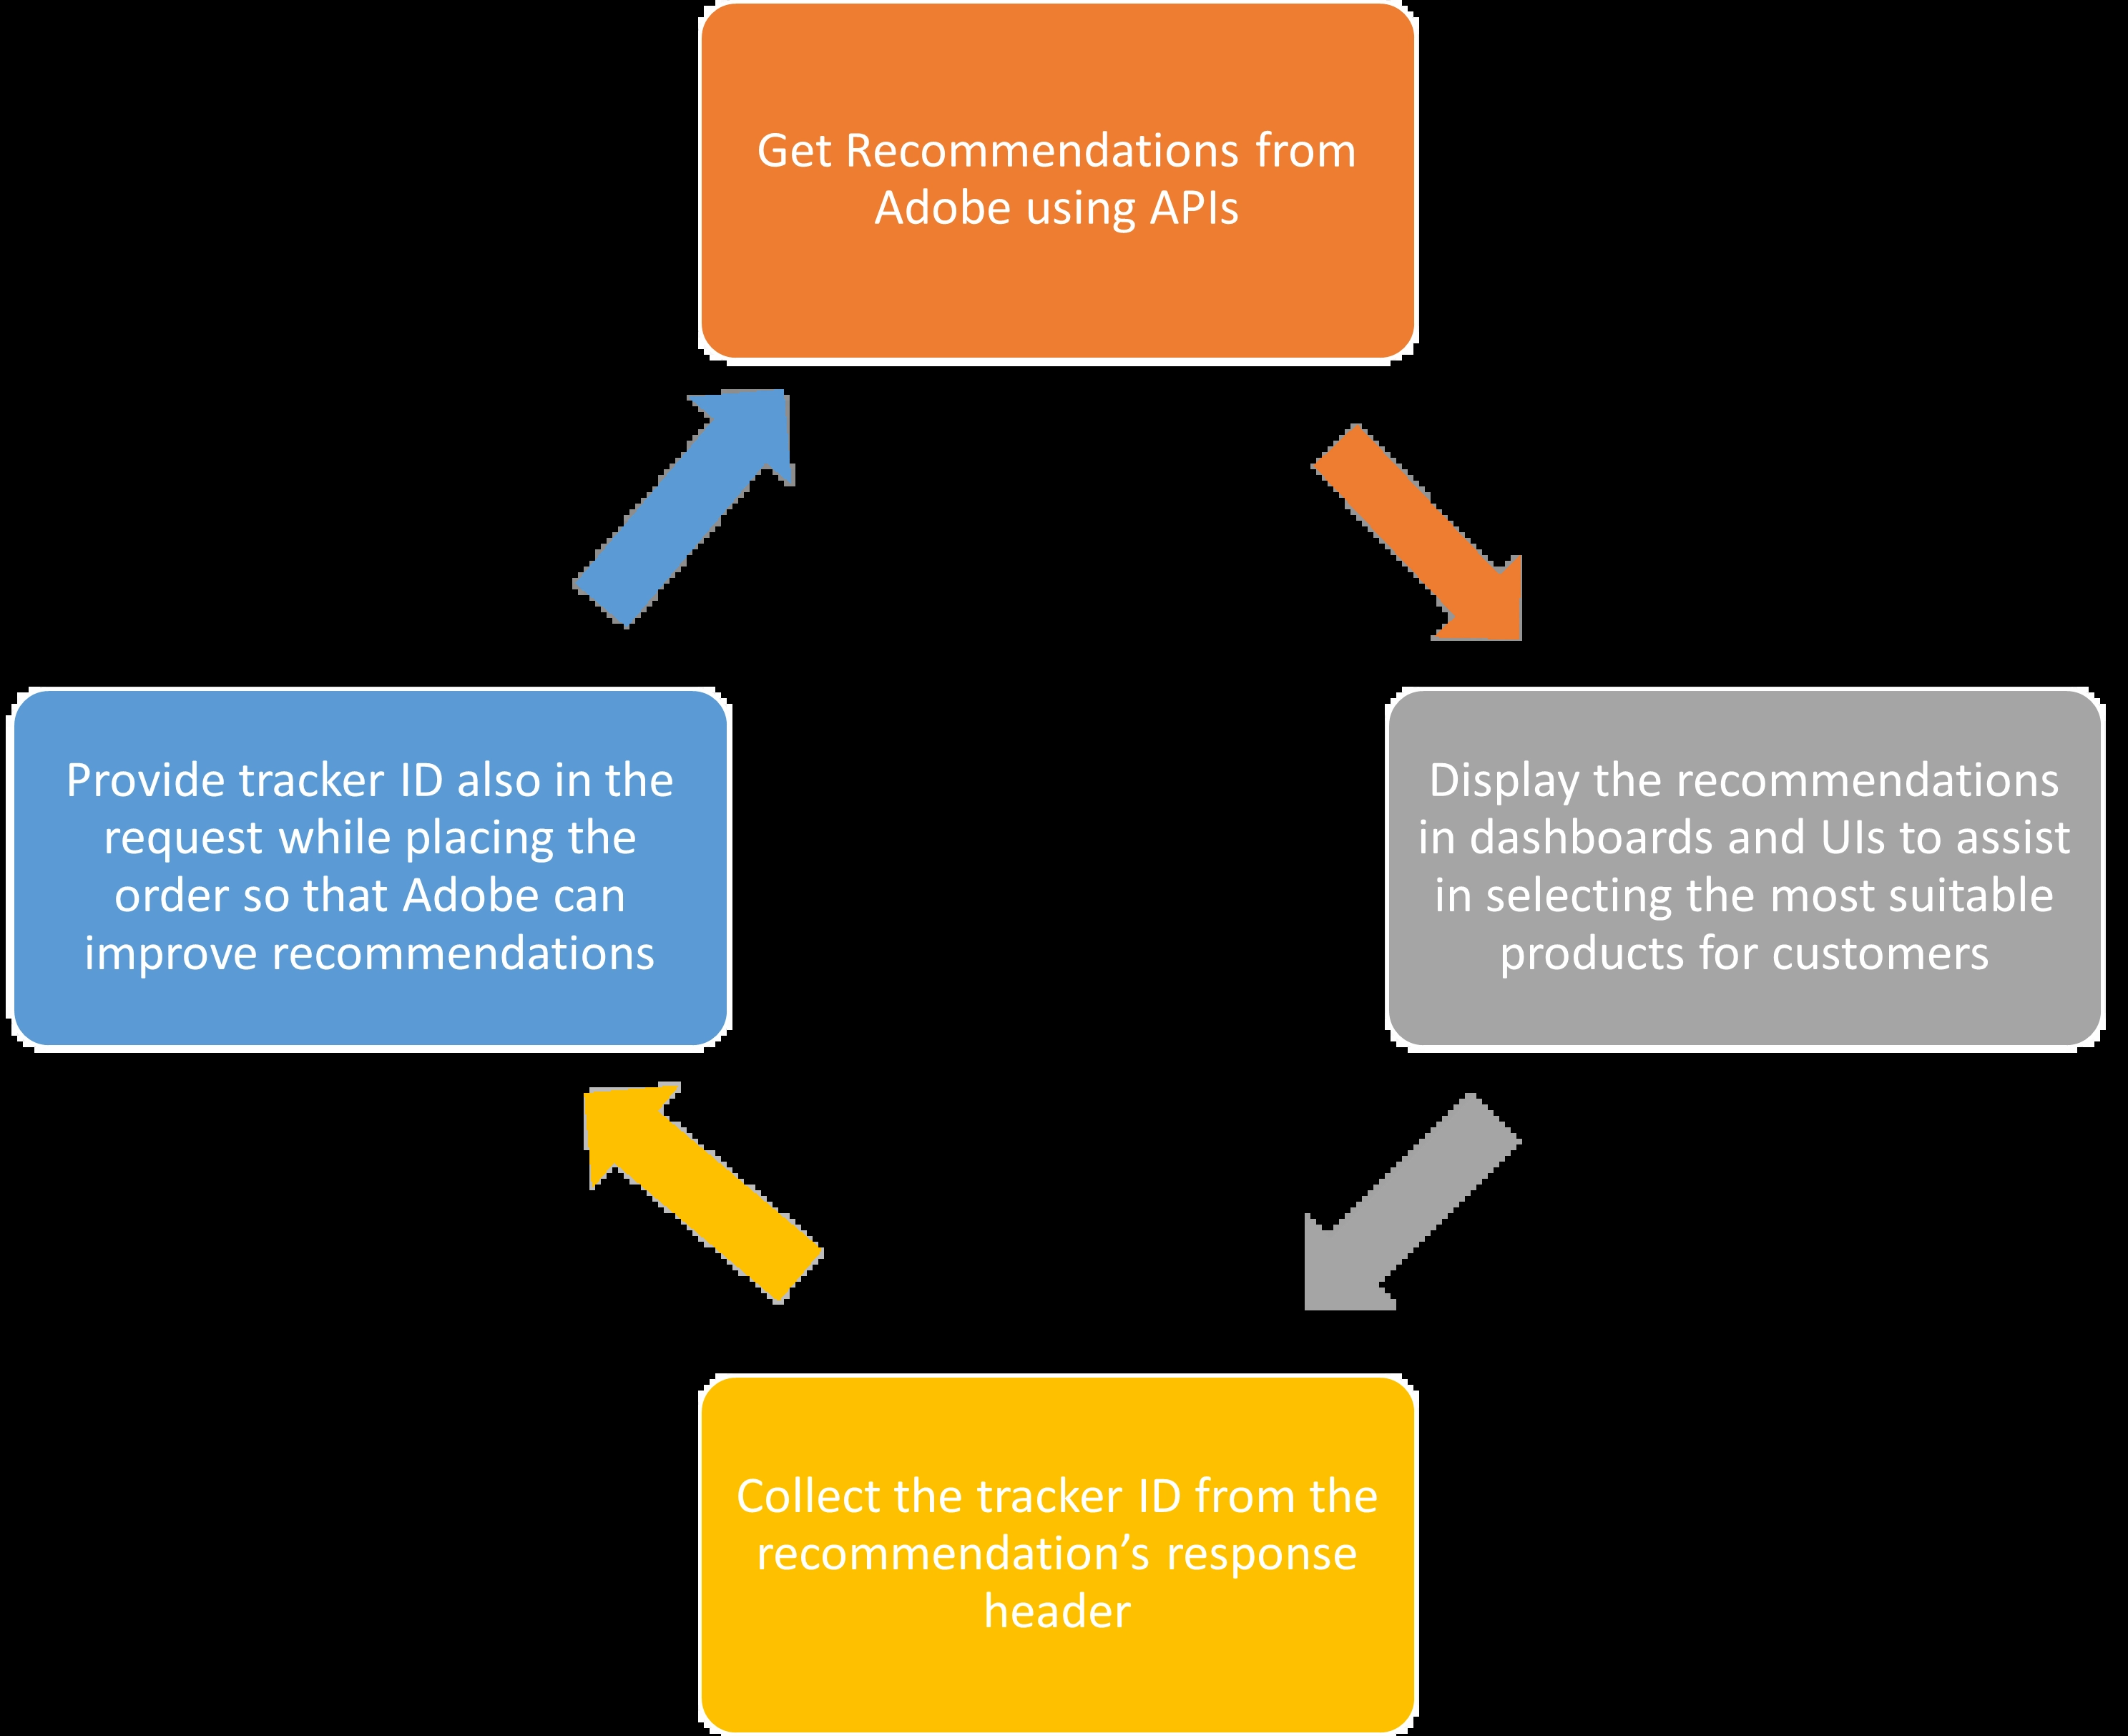 Get Recommendations from
Adobe using APIs
Provide tracker ID also in the
request while placing the
order so that Adobe can
improve recommendations
Display the recommendations
in dashboards and UIs to assist
in selecting the most suitable
products for customers
Collect the tracker ID from the
recommendation’s response
header